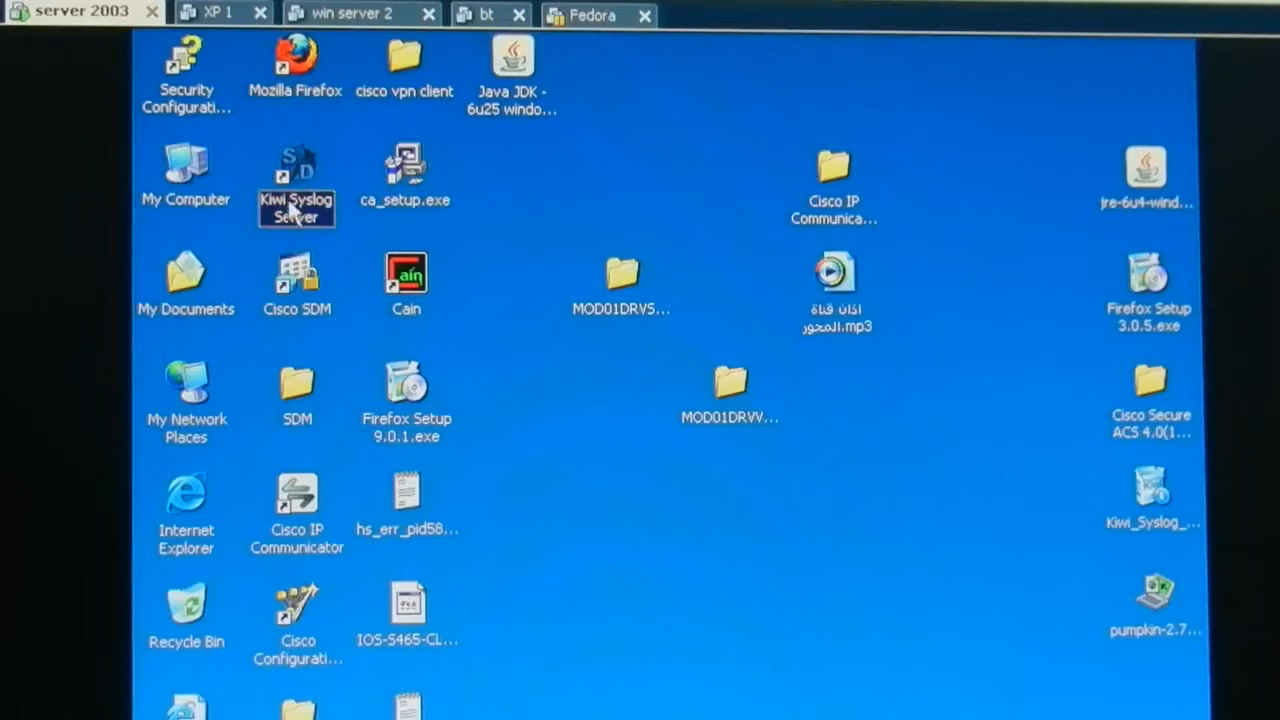 server 2003
XP 1
win server 2
bt
Fedora
Security
Configurati...
Mozilla Firefox
cisco vpn client
Java JDK -
6u25 windo...
My Computer
Kiwi Syslog
Server
ca_setup.exe
Cisco IP
Communica...
jre-6u4-wind...
My Documents
Cisco SDM
Cain
MOD01DRVS...
اذان قناة
المحور.mp3
Firefox Setup
3.0.5.exe
My Network
Places
SDM
Firefox Setup
9.0.1.exe
MOD01DRVV...
Cisco Secure
ACS 4.0(1...
Internet
Explorer
Cisco IP
Communicator
hs_err_pid58...
Kiwi_Syslog_...
Recycle Bin
Cisco
Configurati...
IOS-S465-CL...
pumpkin-2.7...